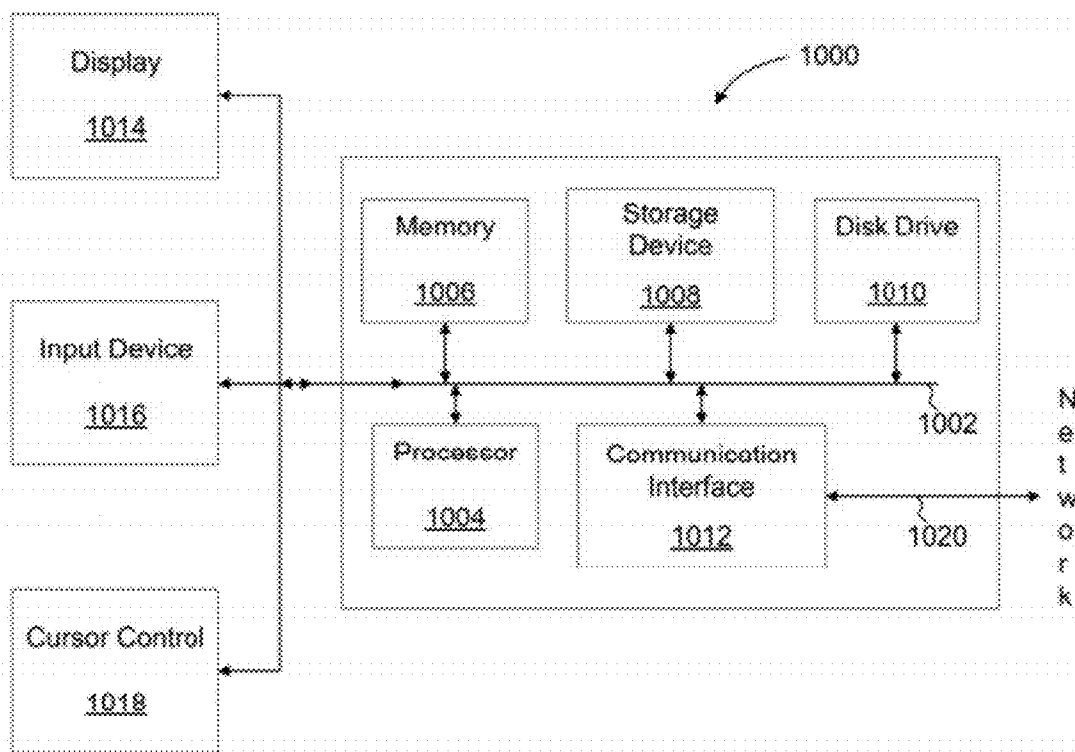 Display
1014
1000
Memory
1006
Storage
Device
1008
Disk Drive
1010
Input Device
1016
1002
Processor
1004
Communication
Interface
1012
1020
Network
Cursor Control
1018